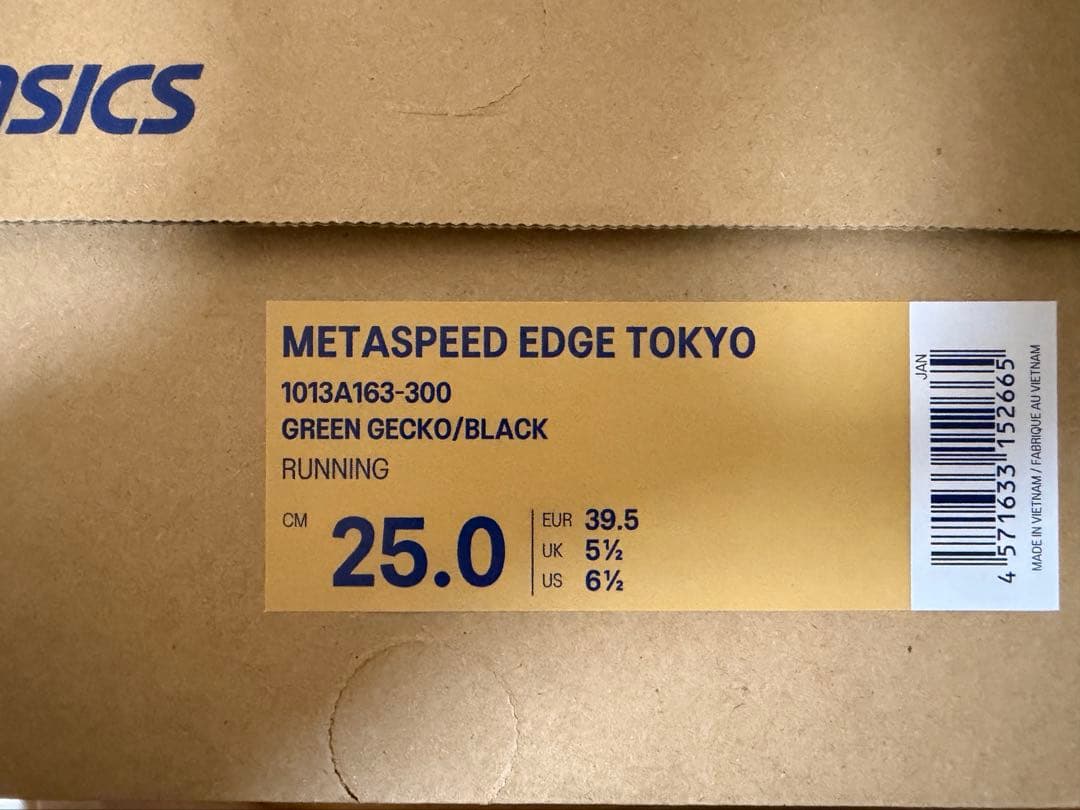 ASICS
METASPEED EDGE TOKYO
1013A163-300
GREEN GECKO/BLACK
RUNNING
CM 25.0
EUR 39.5
UK 5½
US 6½
JAN
4 571633 152665
MADE IN VIETNAM / FABRIQUE AU VIETNAM